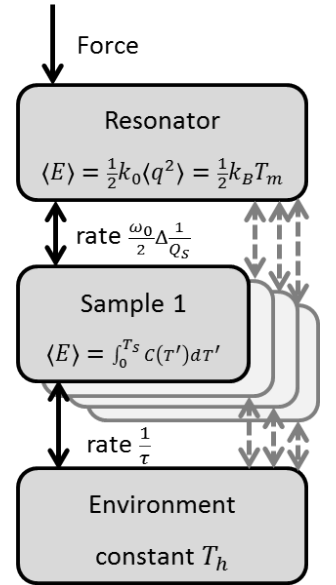 Force
Resonator
⟨E⟩ = ½k₀⟨q²⟩ = ½k_BT_m
rate ω₀/2 Δ 1/Q_s
Sample 1
⟨E⟩ = ∫₀^{T_s} C(T′)dT′
rate 1/τ
Environment
constant T_h